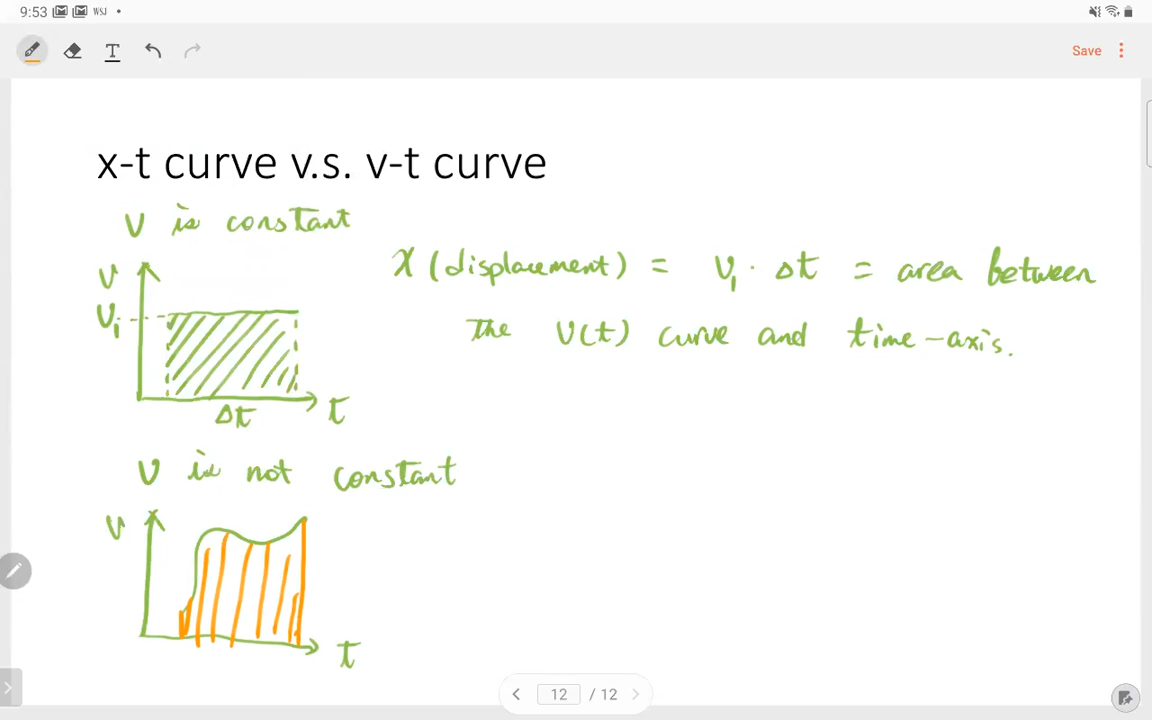 9:53 WSJ
T
Save
x-t curve v.s. v-t curve
V is constant
V
V₁
X (displacement) = V₁ · Δt = area between
the V(t) curve and time-axis.
Δt
t
V is not constant
V
t
12 / 12